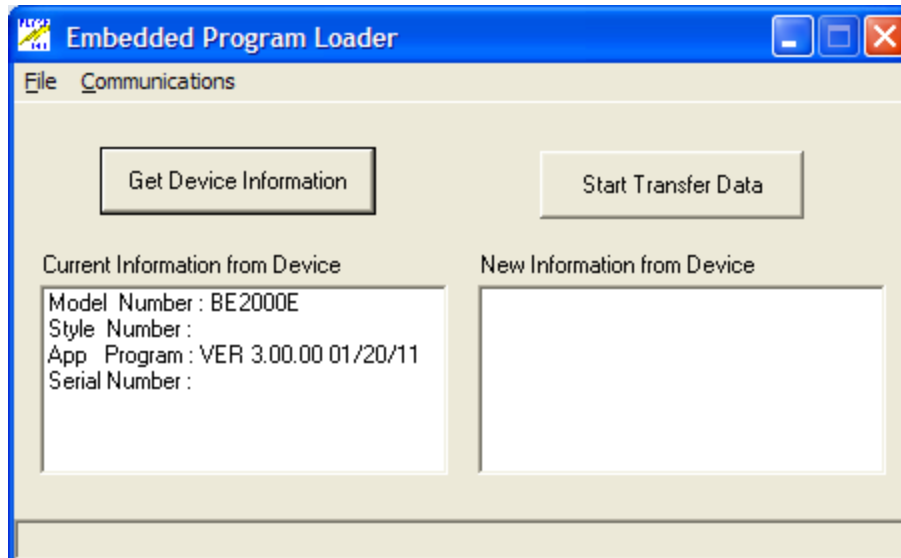 Embedded Program Loader
File Communications
Get Device Information
Start Transfer Data
Current Information from Device
Model Number : BE2000E
Style Number :
App Program : VER 3.00.00 01/20/11
Serial Number :
New Information from Device